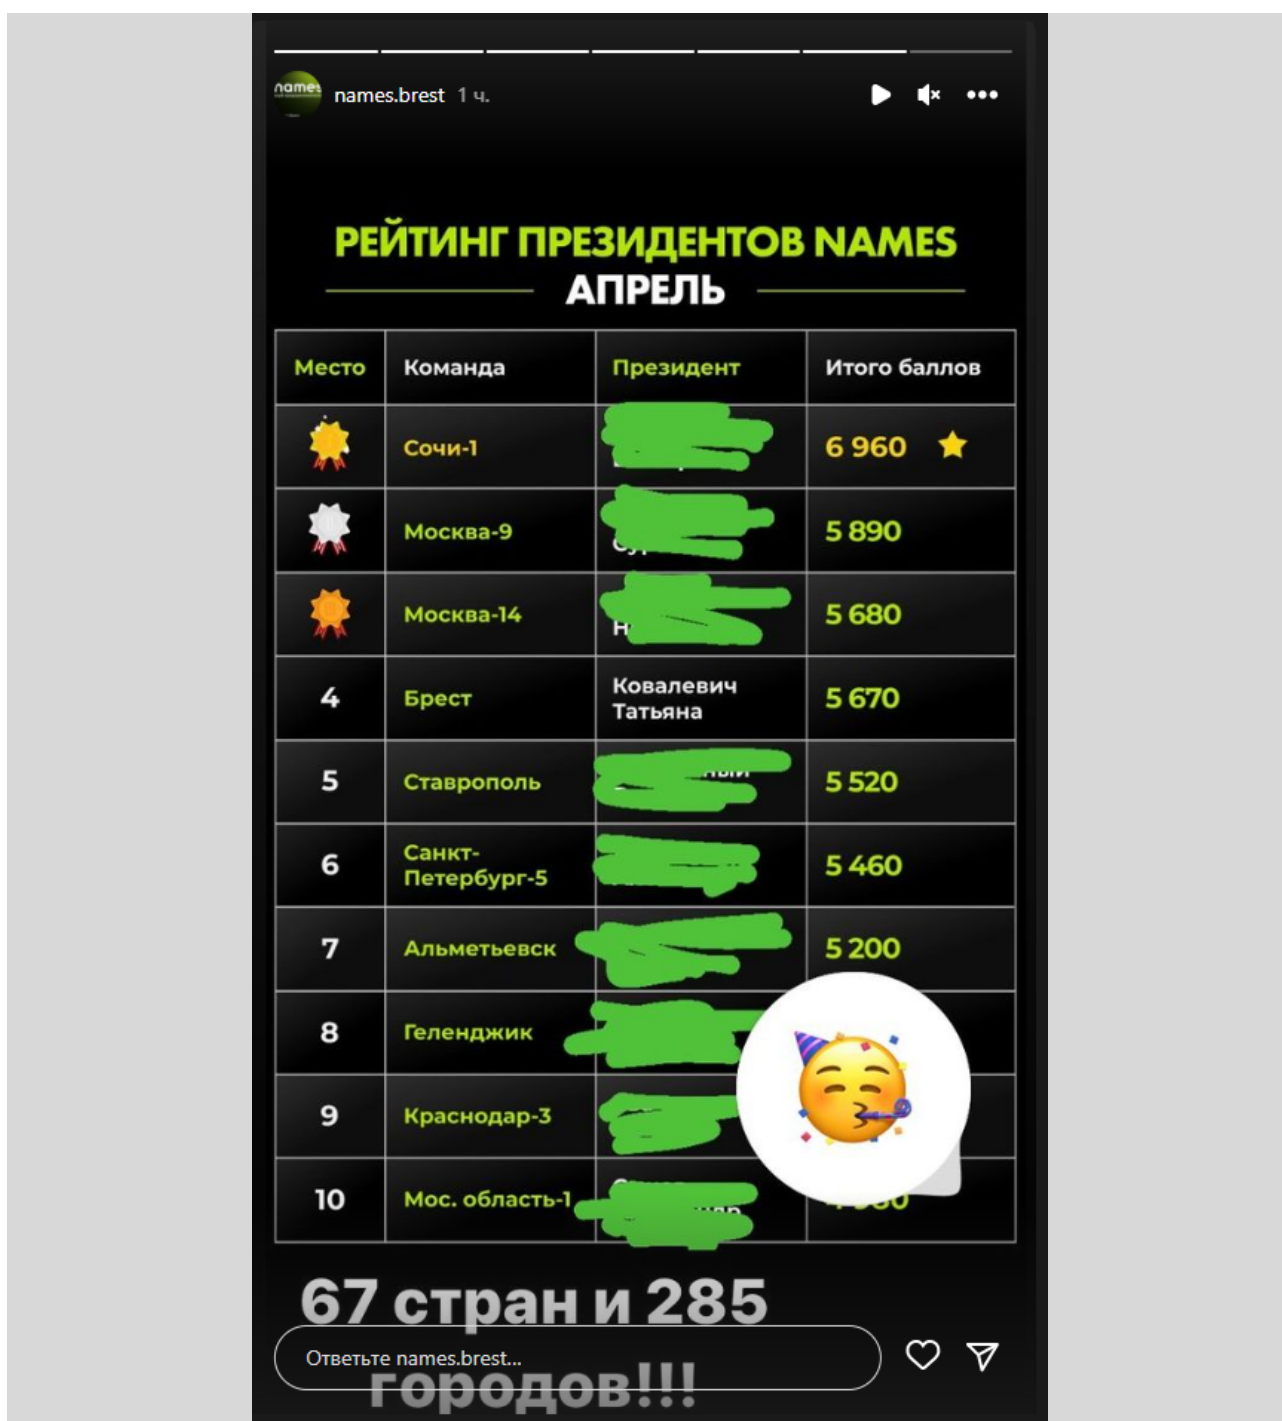 names
names.brest 1 ч.
РЕЙТИНГ ПРЕЗИДЕНТОВ NAMES
АПРЕЛЬ
Место Команда Президент Итого баллов
Сочи-1 6 960
Москва-9 5 890
Москва-14 5 680
4 Брест Ковалевич Татьяна 5 670
5 Ставрополь 5 520
6 Санкт-Петербург-5 5 460
7 Альметьевск 5 200
8 Геленджик
9 Краснодар-3
10 Мос. область-1
67 стран и 285
Ответьте names.brest...
городов!!!